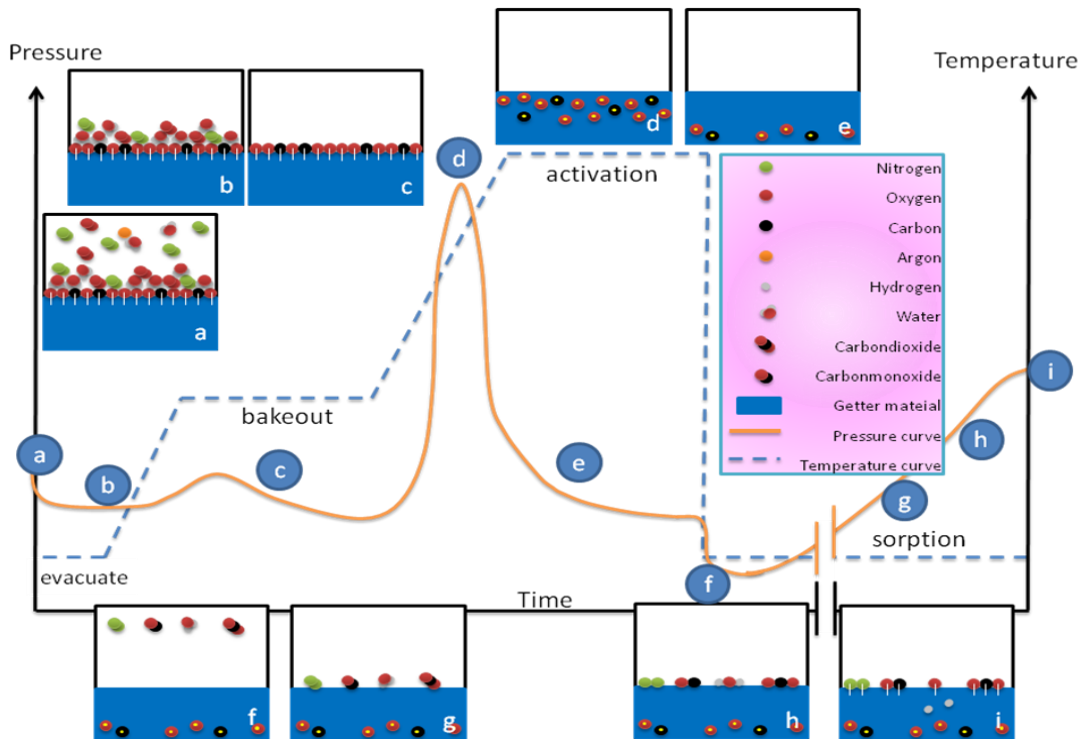 Pressure
Temperature
b
c
d
e
a
d
activation
Nitrogen
Oxygen
Carbon
Argon
Hydrogen
Water
Carbondioxide
Carbonmonoxide
Getter mateial
Pressure curve
Temperature curve
bakeout
i
h
a
b
c
e
g
sorption
evacuate
f
Time
f
g
h
i